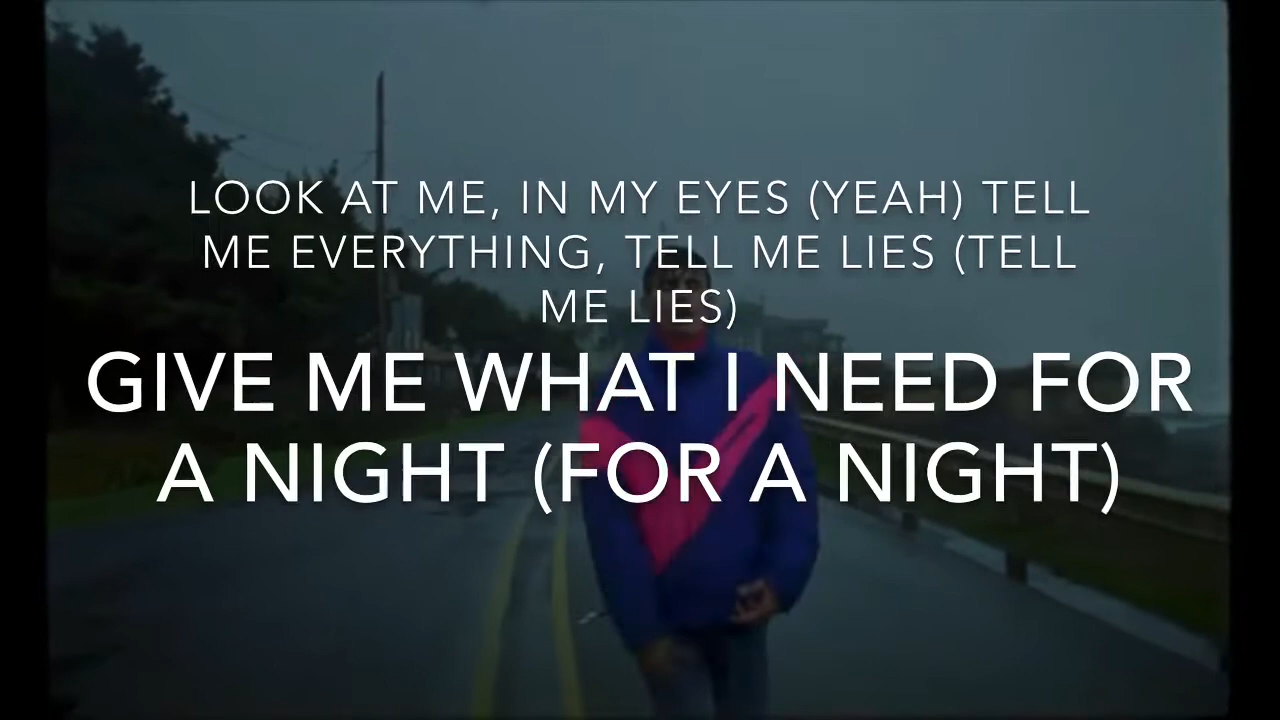 LOOK AT ME, IN MY EYES (YEAH) TELL
ME EVERYTHING, TELL ME LIES (TELL
ME LIES)
GIVE ME WHAT I NEED FOR
A NIGHT (FOR A NIGHT)